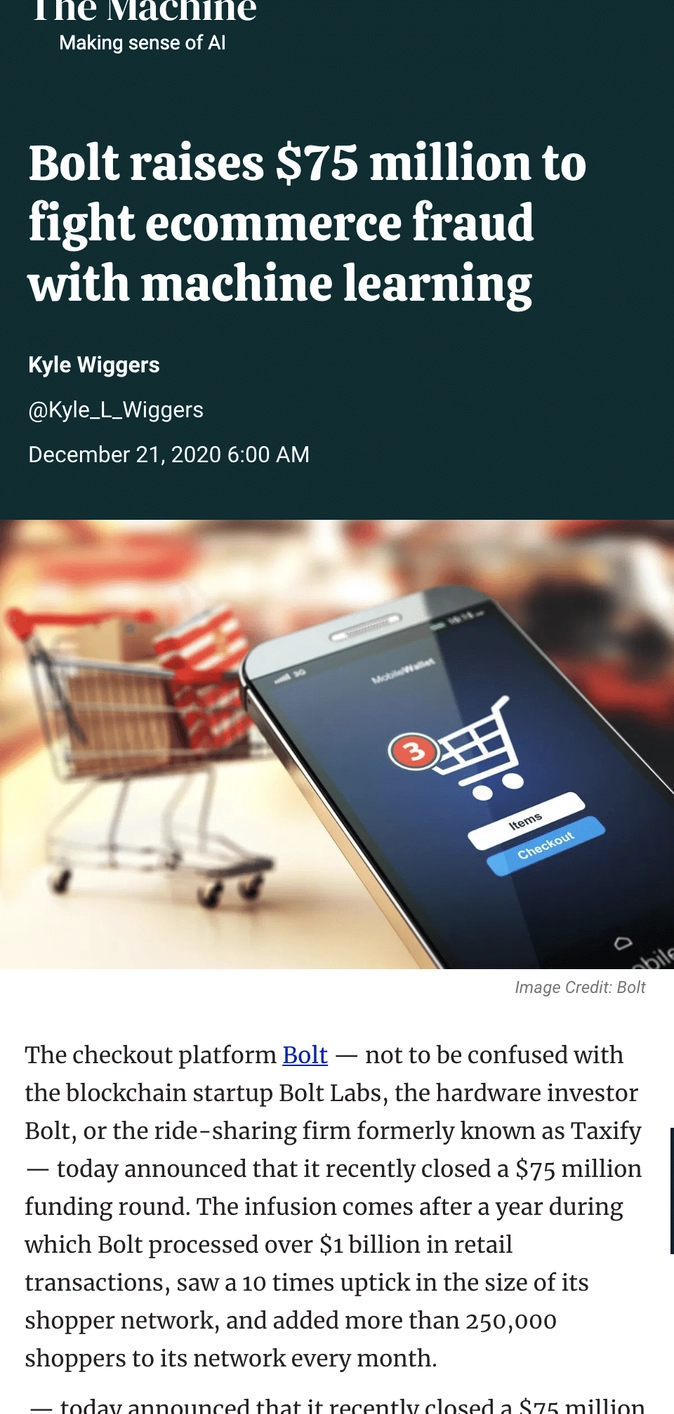 The Machine
Making sense of AI
Bolt raises $75 million to
fight ecommerce fraud
with machine learning
Kyle Wiggers
@Kyle_L_Wiggers
December 21, 2020 6:00 AM
3G
MobileWallet
3
Items
Checkout
Image Credit: Bolt
The checkout platform Bolt — not to be confused with
the blockchain startup Bolt Labs, the hardware investor
Bolt, or the ride-sharing firm formerly known as Taxify
— today announced that it recently closed a $75 million
funding round. The infusion comes after a year during
which Bolt processed over $1 billion in retail
transactions, saw a 10 times uptick in the size of its
shopper network, and added more than 250,000
shoppers to its network every month.
— today announced that it recently closed a $75 million